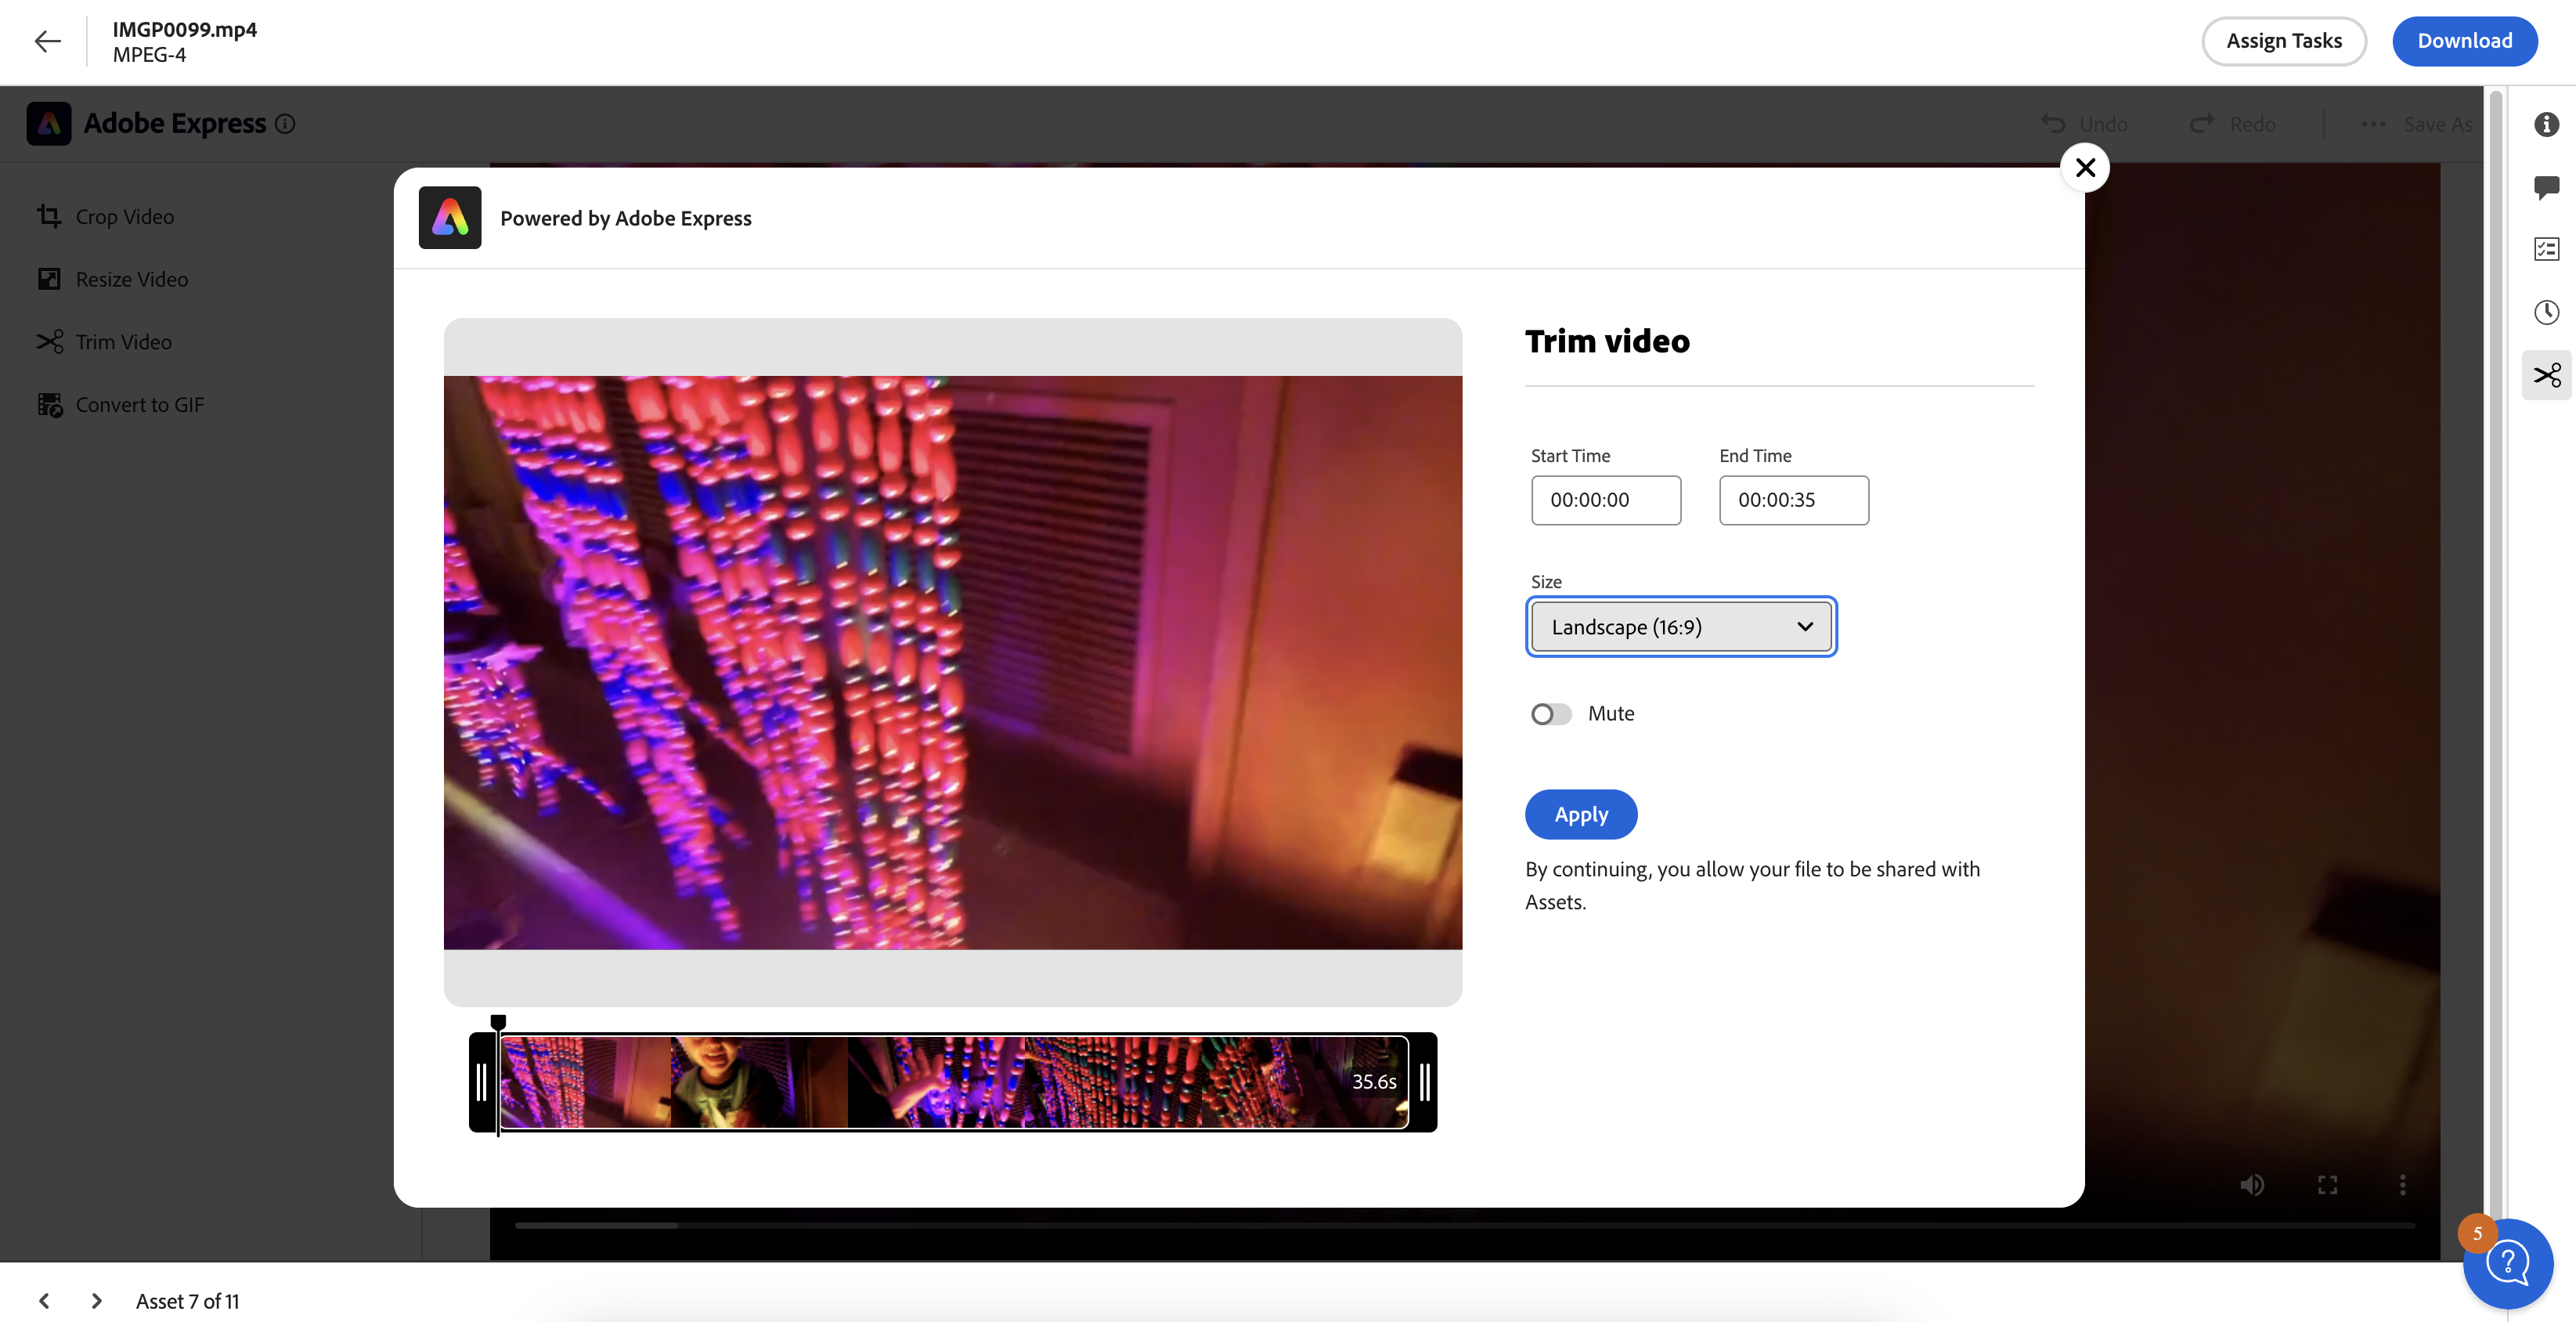 IMGP0099.mp4
MPEG-4
Assign Tasks
Download
Adobe Express
Undo
Redo
Save As
Crop Video
Resize Video
Trim Video
Convert to GIF
Powered by Adobe Express
Trim video
Start Time
End Time
00:00:00
00:00:35
Size
Landscape (16:9)
Mute
Apply
By continuing, you allow your file to be shared with
Assets.
35.6s
5
Asset 7 of 11